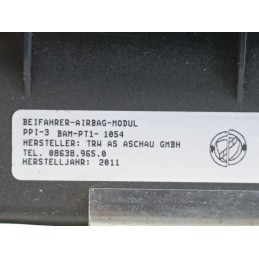 BEIFAHRER-AIRBAG-MODUL
PPI-3 BAM-PT1- 1054
HERSTELLER: TRW AS ASCHAU GMBH
TEL. 08638.965.0
HERSTELLJAHR: 2011